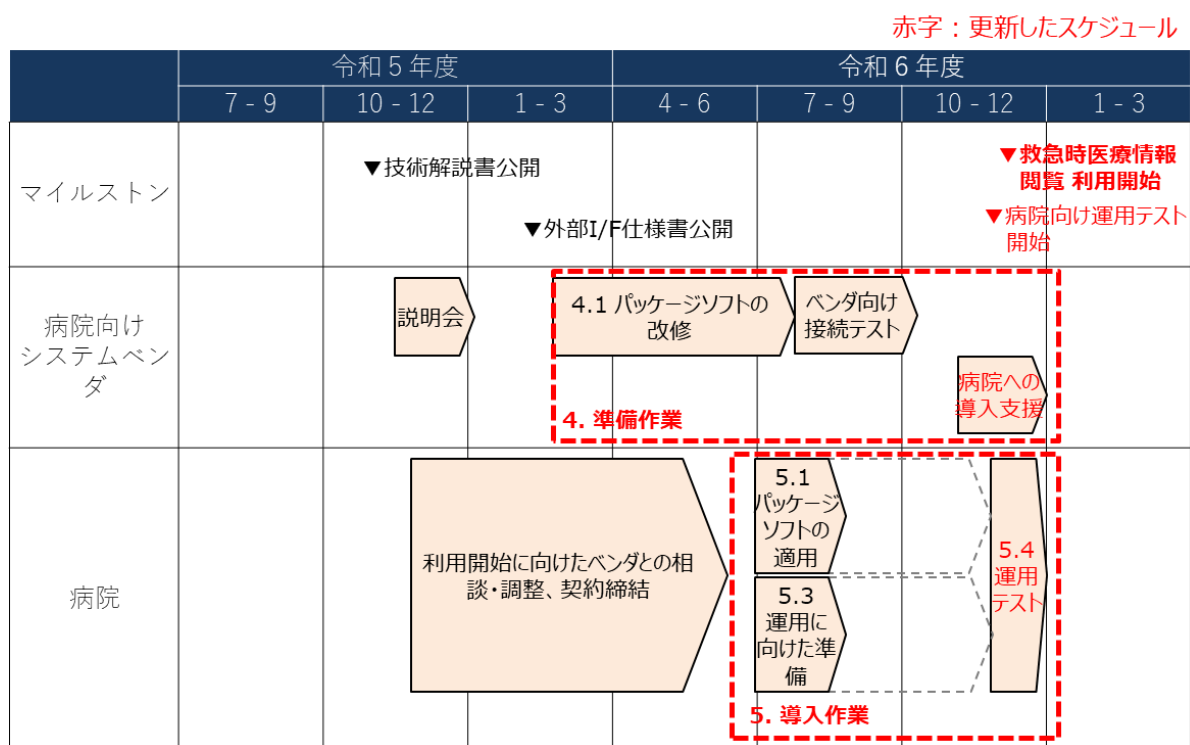 赤字：更新したスケジュール
令和５年度
令和６年度
7 - 9
10 - 12
1 - 3
4 - 6
7 - 9
10 - 12
1 - 3
マイルストン
▼技術解説書公開
▼外部I/F仕様書公開
▼救急時医療情報
閲覧 利用開始
▼病院向け運用テスト
開始
病院向け
システムベン
ダ
説明会
4.1 パッケージソフトの
改修
ベンダ向け
接続テスト
病院への
導入支援
4. 準備作業
病院
利用開始に向けたベンダとの相
談・調整、契約締結
5.1
パッケージ
ソフトの
適用
5.3
運用に
向けた準
備
5.4
運用
テスト
5. 導入作業